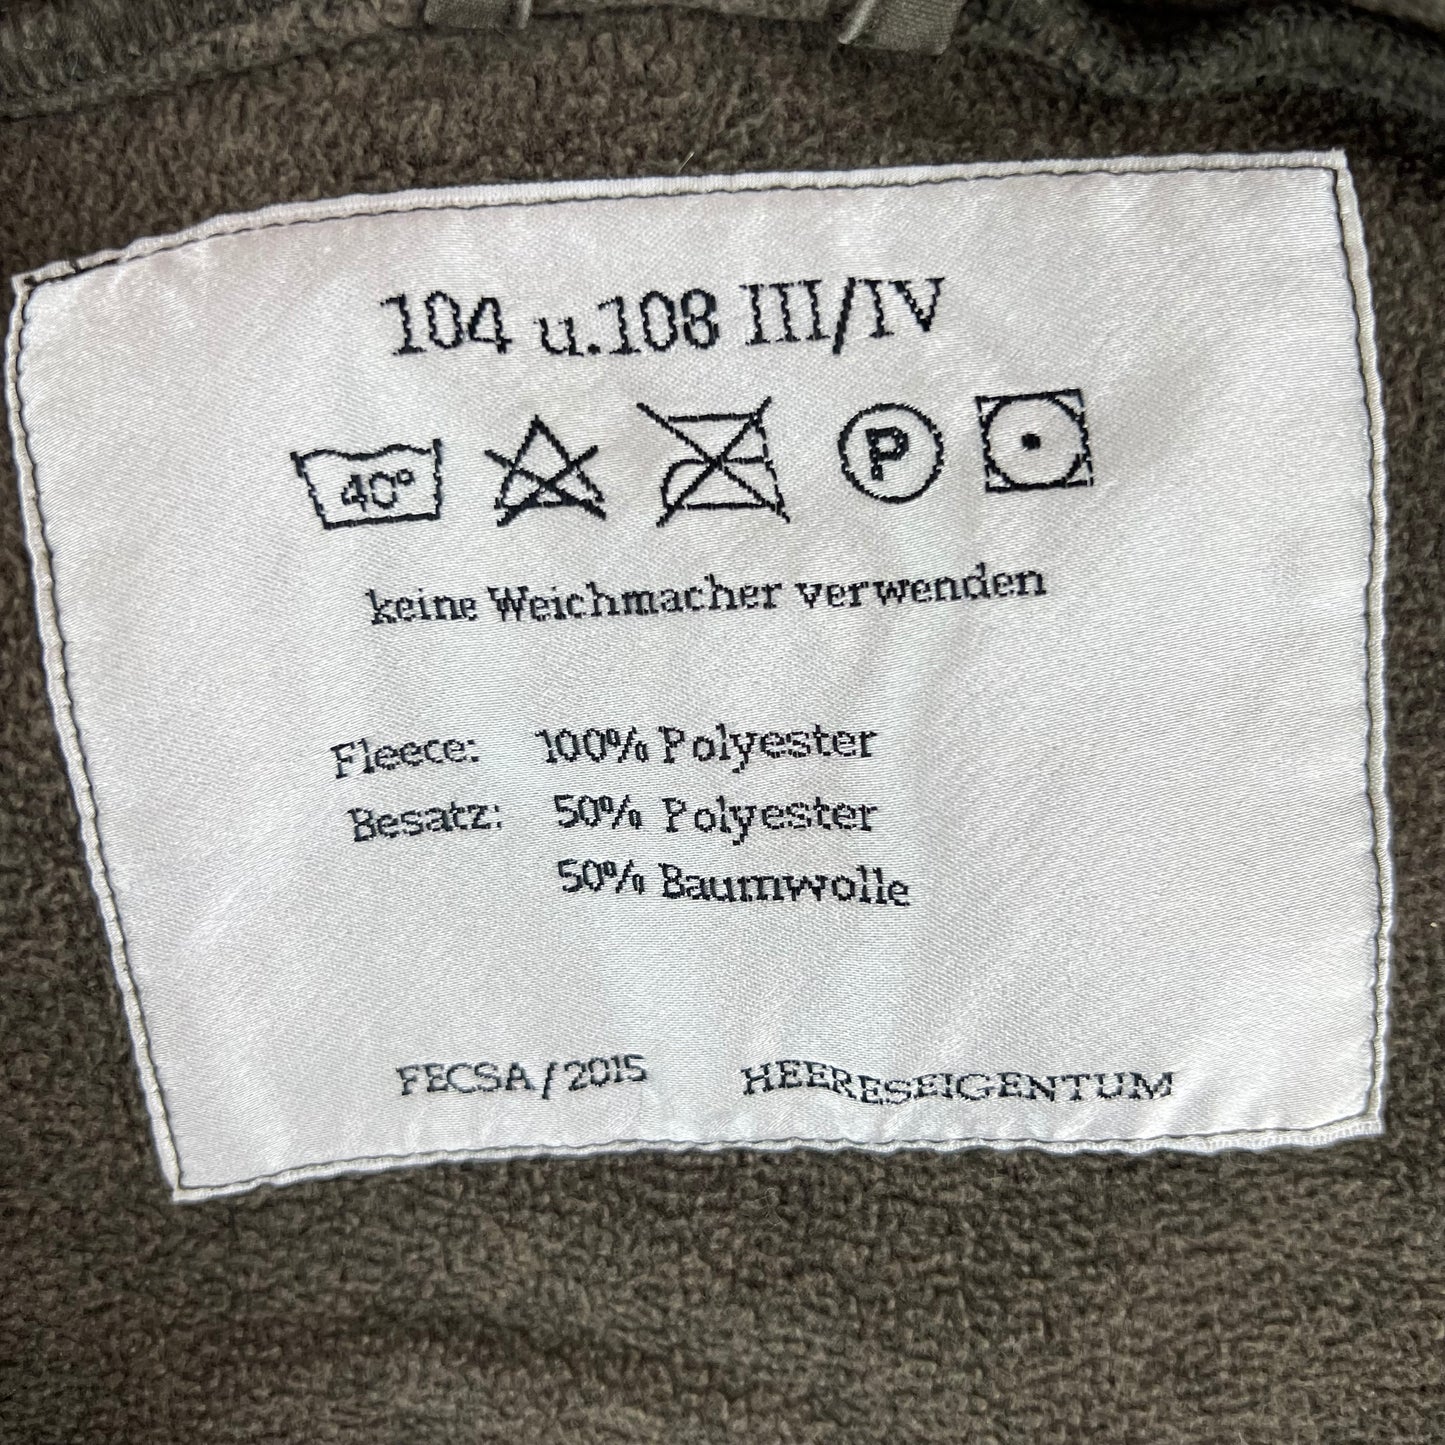 104 u.108 III/IV
40°
P
keine Weichmacher verwenden
Fleece: 100% Polyester
Besatz: 50% Polyester
50% Baumwolle
FECSA/2015 HEERESEIGENTUM